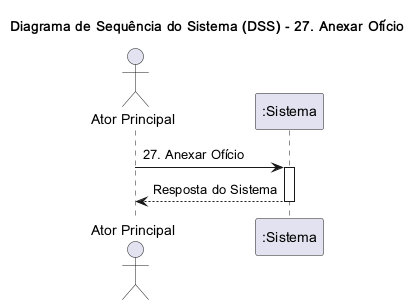 Diagrama de Sequência do Sistema (DSS) - 27. Anexar Ofício
Ator Principal
:Sistema
27. Anexar Ofício
Resposta do Sistema
Ator Principal
:Sistema